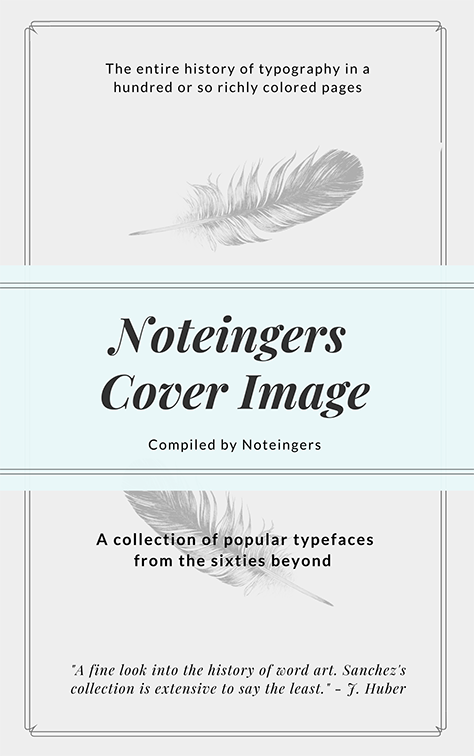 The entire history of typography in a
hundred or so richly colored pages
Noteingers
Cover Image
Compiled by Noteingers
A collection of popular typefaces
from the sixties beyond
"A fine look into the history of word art. Sanchez's
collection is extensive to say the least." - J. Huber